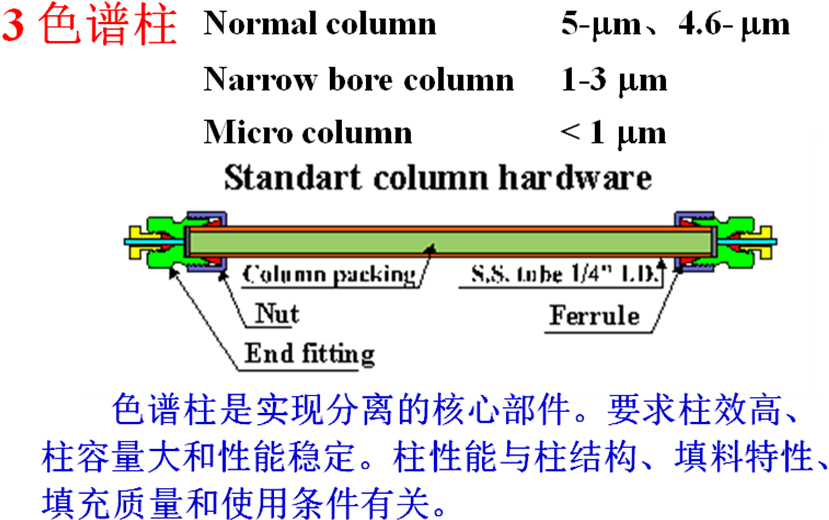 3 色谱柱
Normal column 5-μm、4.6- μm
Narrow bore column 1-3 μm
Micro column < 1 μm
Standart column hardware
Column packing
S.S. tube 1/4" I.D.
Nut
Ferrule
End fitting
色谱柱是实现分离的核心部件。要求柱效高、
柱容量大和性能稳定。柱性能与柱结构、填料特性、
填充质量和使用条件有关。